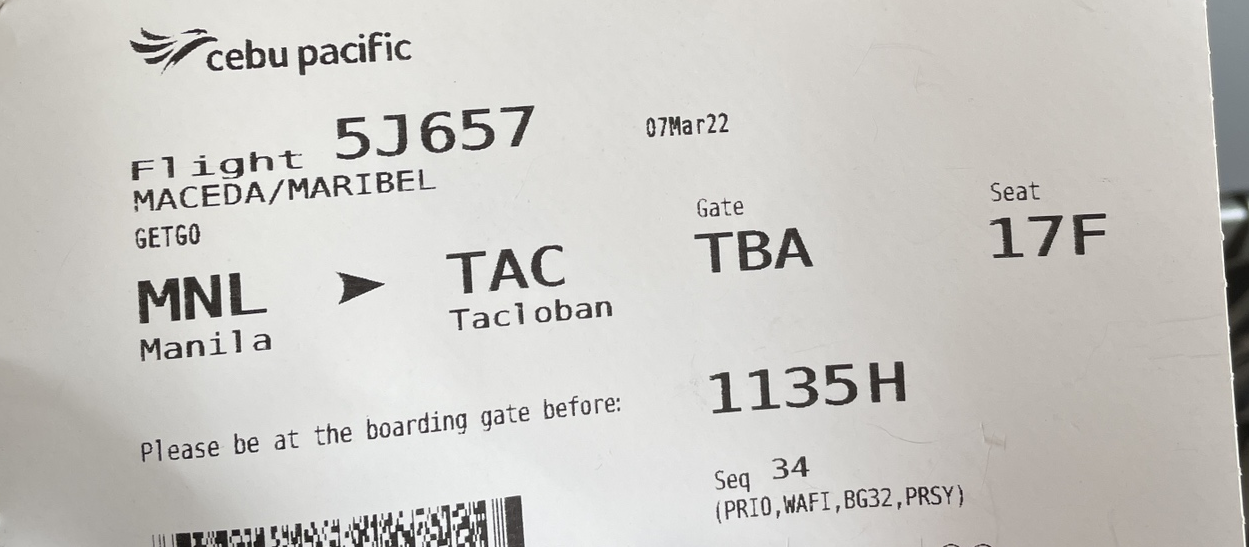 cebu pacific
Flight 5J657 07Mar22
MACEDA/MARIBEL
GETGO
Gate Seat
MNL TAC TBA 17F
Manila Tacloban
Please be at the boarding gate before: 1135H
Seq 34
(PRIO,WAFI,BG32,PRSY)